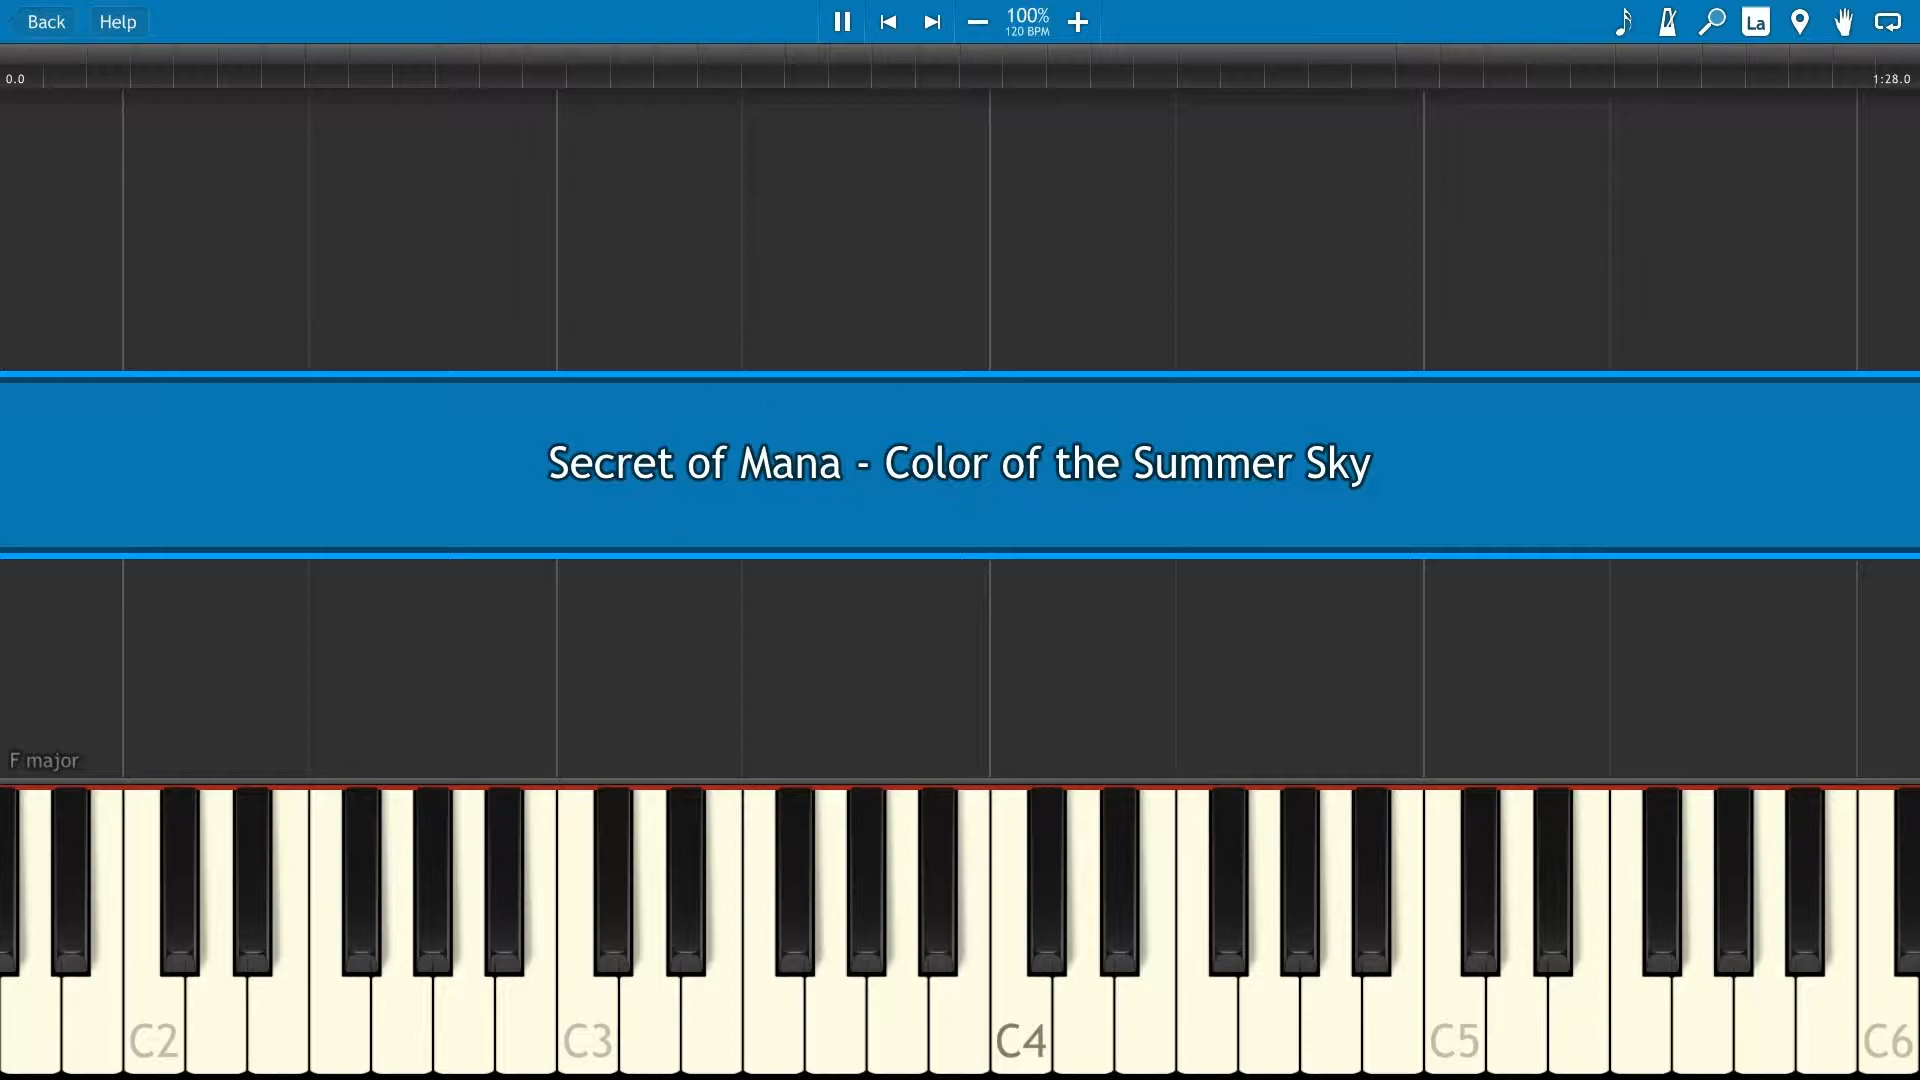 Back
Help
100%
120 BPM
La
0.0
1:28.0
Secret of Mana - Color of the Summer Sky
F major
C2
C3
C4
C5
C6